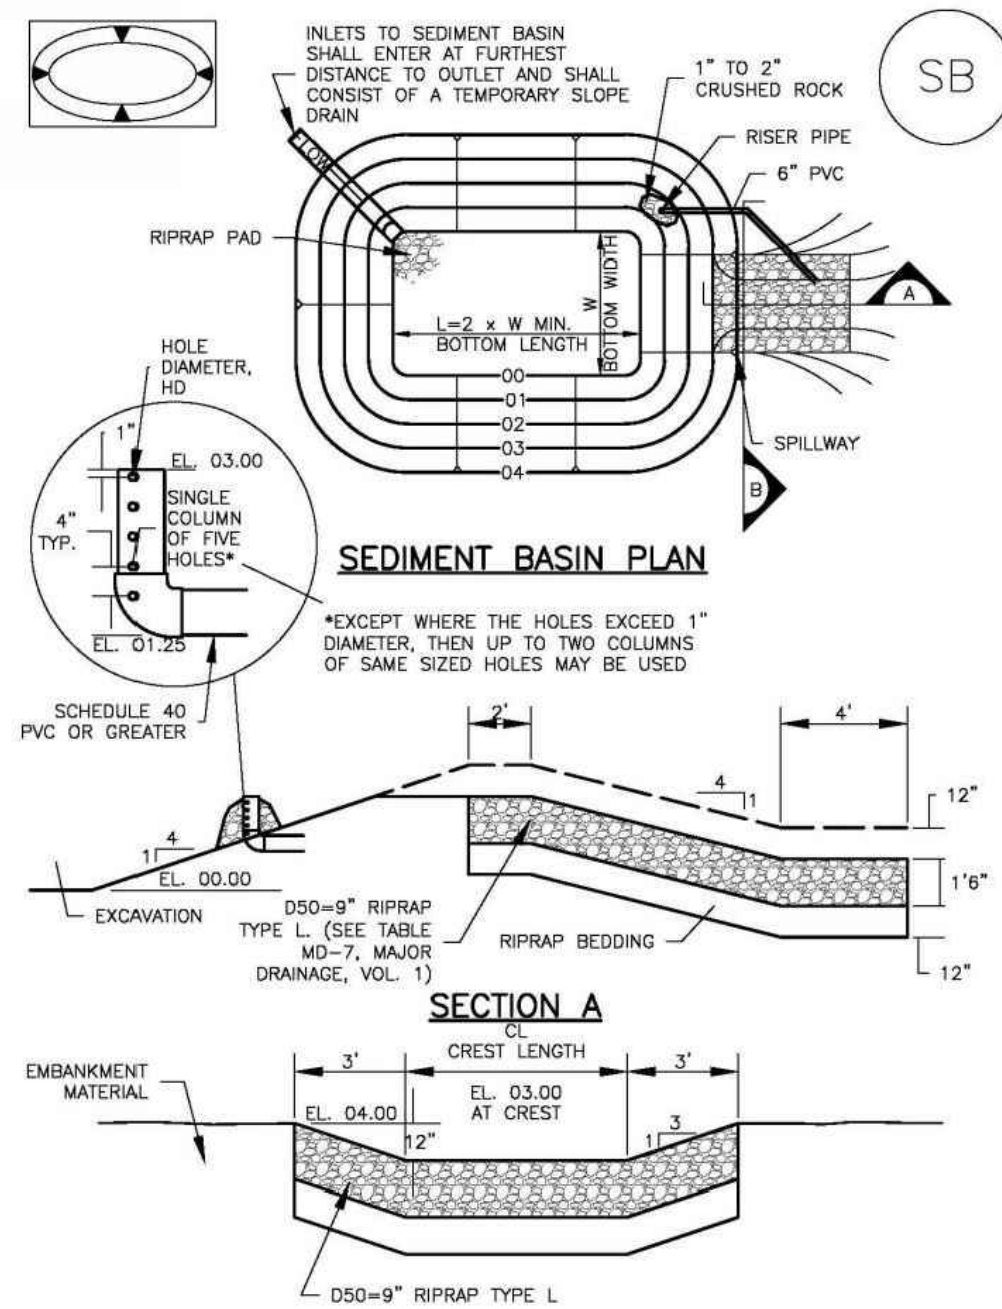 INLETS TO SEDIMENT BASIN
SHALL ENTER AT FURTHEST
DISTANCE TO OUTLET AND SHALL
CONSIST OF A TEMPORARY SLOPE
DRAIN
1" TO 2"
CRUSHED ROCK
SB
RISER PIPE
6" PVC
FLOW
RIPRAP PAD
W
BOTTOM WIDTH
L=2 x W MIN.
BOTTOM LENGTH
A
00
01
02
03
04
SPILLWAY
B
HOLE
DIAMETER,
HD
1"
EL. 03.00
4"
TYP.
SINGLE
COLUMN
OF FIVE
HOLES*
EL. 01.25
SEDIMENT BASIN PLAN
*EXCEPT WHERE THE HOLES EXCEED 1"
DIAMETER, THEN UP TO TWO COLUMNS
OF SAME SIZED HOLES MAY BE USED
SCHEDULE 40
PVC OR GREATER
2'
4'
4
1
12"
4
1
EL. 00.00
1'6"
EXCAVATION
D50=9" RIPRAP
TYPE L. (SEE TABLE
MD-7, MAJOR
DRAINAGE, VOL. 1)
RIPRAP BEDDING
12"
SECTION A
CL
CREST LENGTH
3'
3'
EMBANKMENT
MATERIAL
EL. 04.00
EL. 03.00
AT CREST
12"
3
1
D50=9" RIPRAP TYPE L